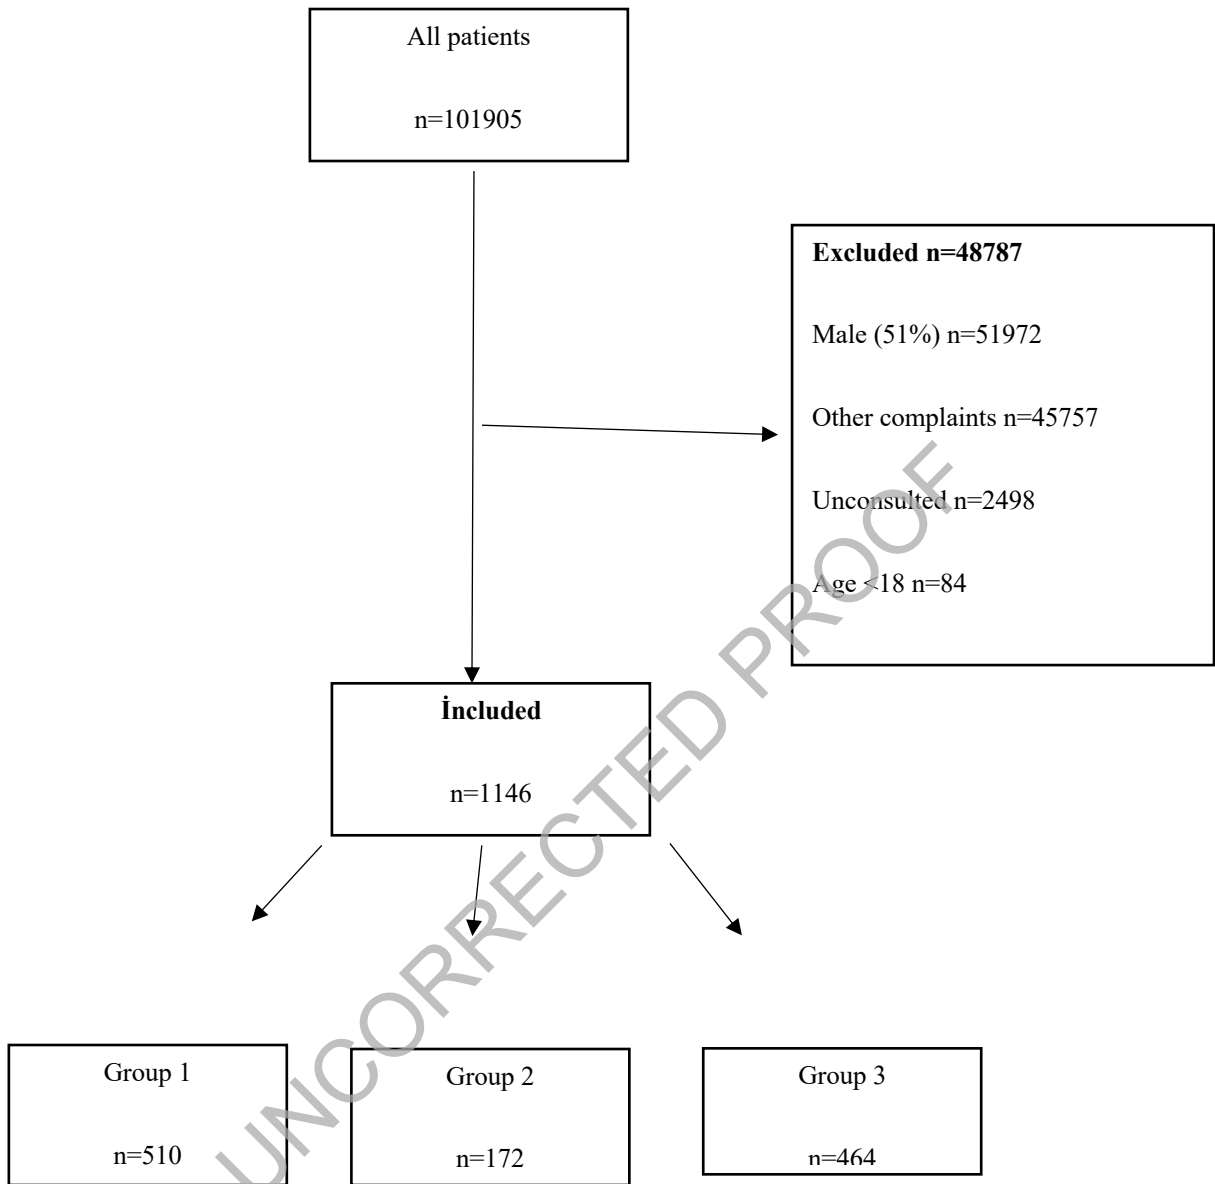 All patients
n=101905
Excluded n=48787
Male (51%) n=51972
Other complaints n=45757
Unconsulted n=2498
Age <18 n=84
İncluded
n=1146
Group 1
n=510
Group 2
n=172
Group 3
n=464
UNCORRECTED PROOF